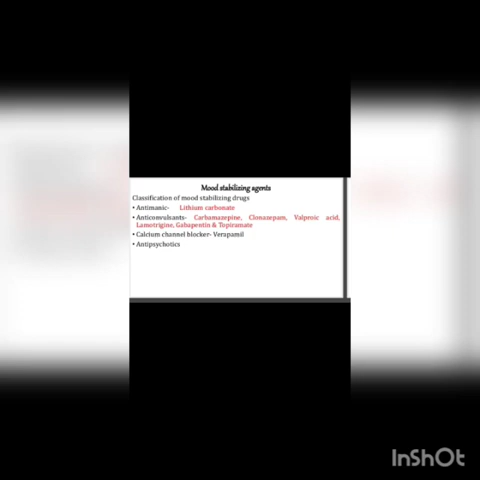 Mood stabilizing agents
Classification of mood stabilizing drugs
• Antimanic- Lithium carbonate
• Anticonvulsants- Carbamazepine, Clonazepam, Valproic acid,
Lamotrigine, Gabapentin & Topiramate
• Calcium channel blocker- Verapamil
• Antipsychotics
InShOt